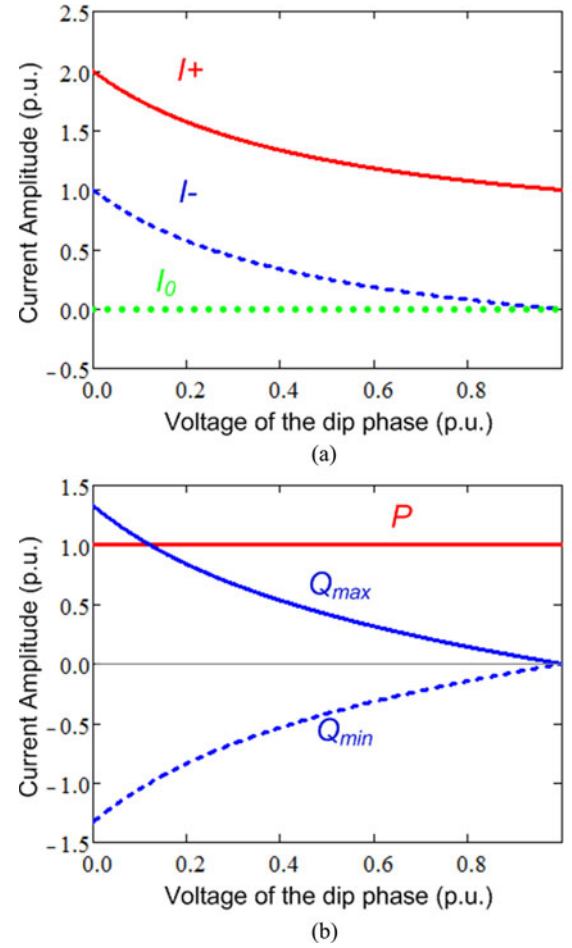 Current Amplitude (p.u.)
2.0
1.5
1.0
0.5
0.0
-0.5
I+
I-
I0
0.0 0.2 0.4 0.6 0.8
Voltage of the dip phase (p.u.)
(a)
Current Amplitude (p.u.)
1.5
1.0
0.5
0.0
-0.5
-1.0
-1.5
P
Qmax
Qmin
0.0 0.2 0.4 0.6 0.8
Voltage of the dip phase (p.u.)
(b)